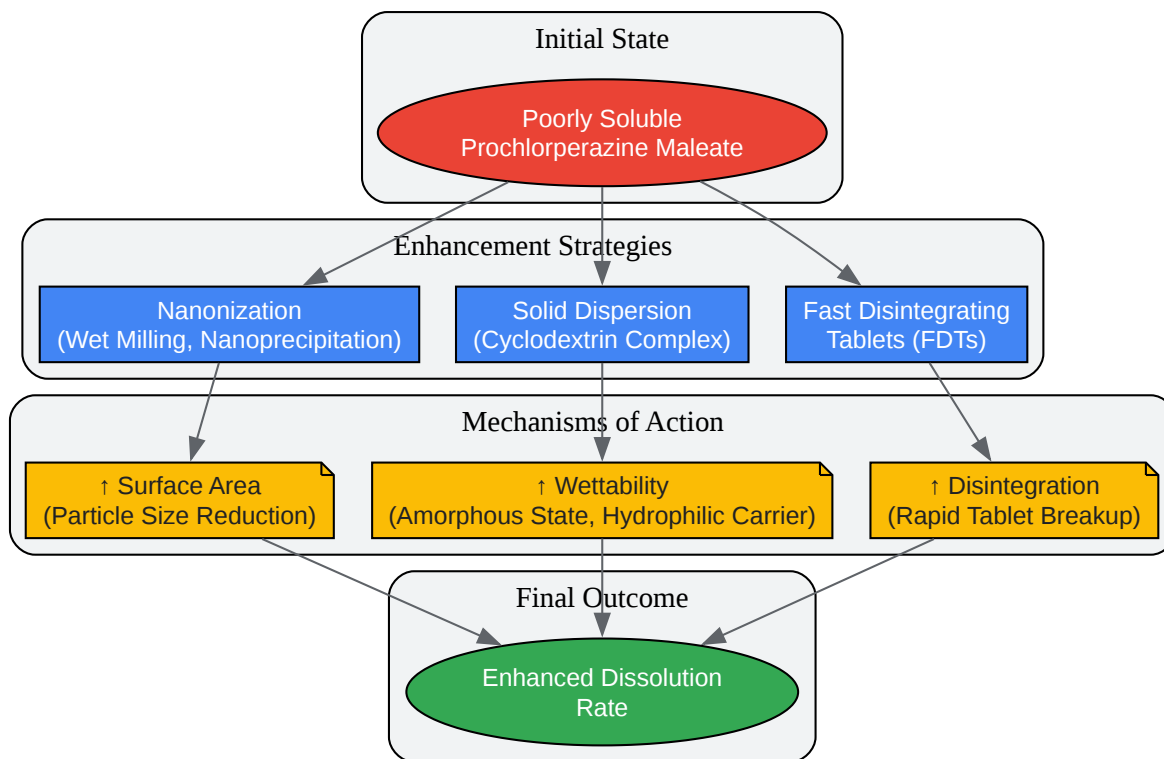 Initial State
Poorly Soluble
Prochlorperazine Maleate
Enhancement Strategies
Nanonization
(Wet Milling, Nanoprecipitation)
Solid Dispersion
(Cyclodextrin Complex)
Fast Disintegrating
Tablets (FDTs)
Mechanisms of Action
↑ Surface Area
(Particle Size Reduction)
↑ Wettability
(Amorphous State, Hydrophilic Carrier)
↑ Disintegration
(Rapid Tablet Breakup)
Final Outcome
Enhanced Dissolution
Rate